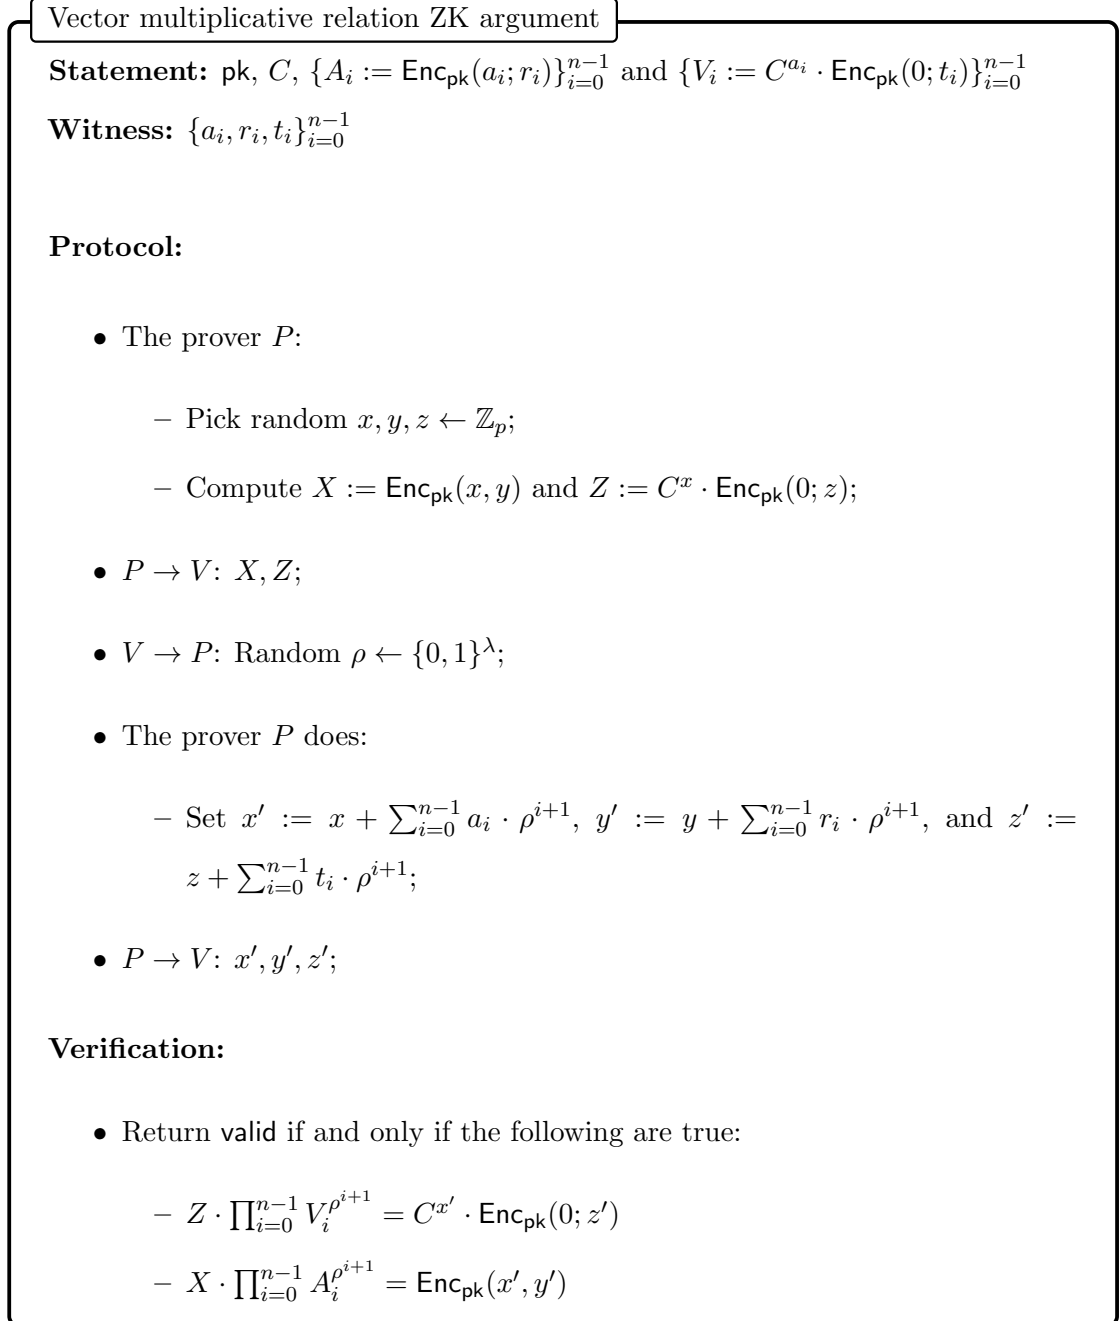 Vector multiplicative relation ZK argument
Statement: pk, C, {A_i := Enc_pk(a_i; r_i)}_{i=0}^{n−1} and {V_i := C^{a_i} · Enc_pk(0; t_i)}_{i=0}^{n−1}
Witness: {a_i, r_i, t_i}_{i=0}^{n−1}
Protocol:
• The prover P:
– Pick random x, y, z ← ℤ_p;
– Compute X := Enc_pk(x, y) and Z := C^x · Enc_pk(0; z);
• P → V: X, Z;
• V → P: Random ρ ← {0, 1}^λ;
• The prover P does:
– Set x′ := x + ∑_{i=0}^{n−1} a_i · ρ^{i+1}, y′ := y + ∑_{i=0}^{n−1} r_i · ρ^{i+1}, and z′ :=
z + ∑_{i=0}^{n−1} t_i · ρ^{i+1};
• P → V: x′, y′, z′;
Verification:
• Return valid if and only if the following are true:
– Z · ∏_{i=0}^{n−1} V_i^{ρ^{i+1}} = C^{x′} · Enc_pk(0; z′)
– X · ∏_{i=0}^{n−1} A_i^{ρ^{i+1}} = Enc_pk(x′, y′)